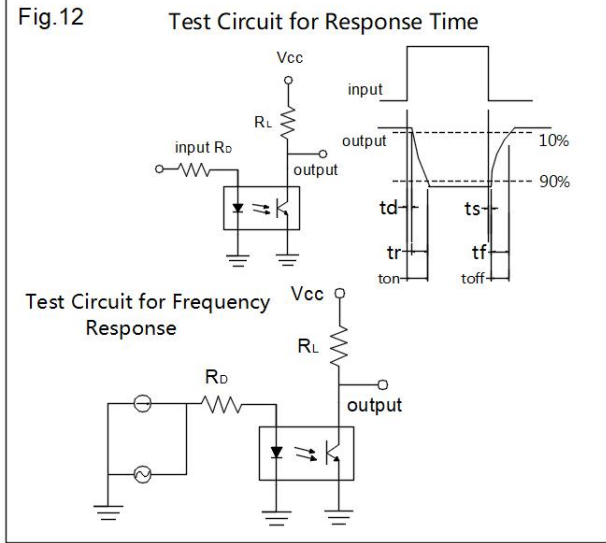 Fig.12
Test Circuit for Response Time
Vcc
RL
input RD
output
input
output
10%
90%
td
ts
tr
tf
ton
toff
Test Circuit for Frequency
Response
Vcc
RL
RD
output